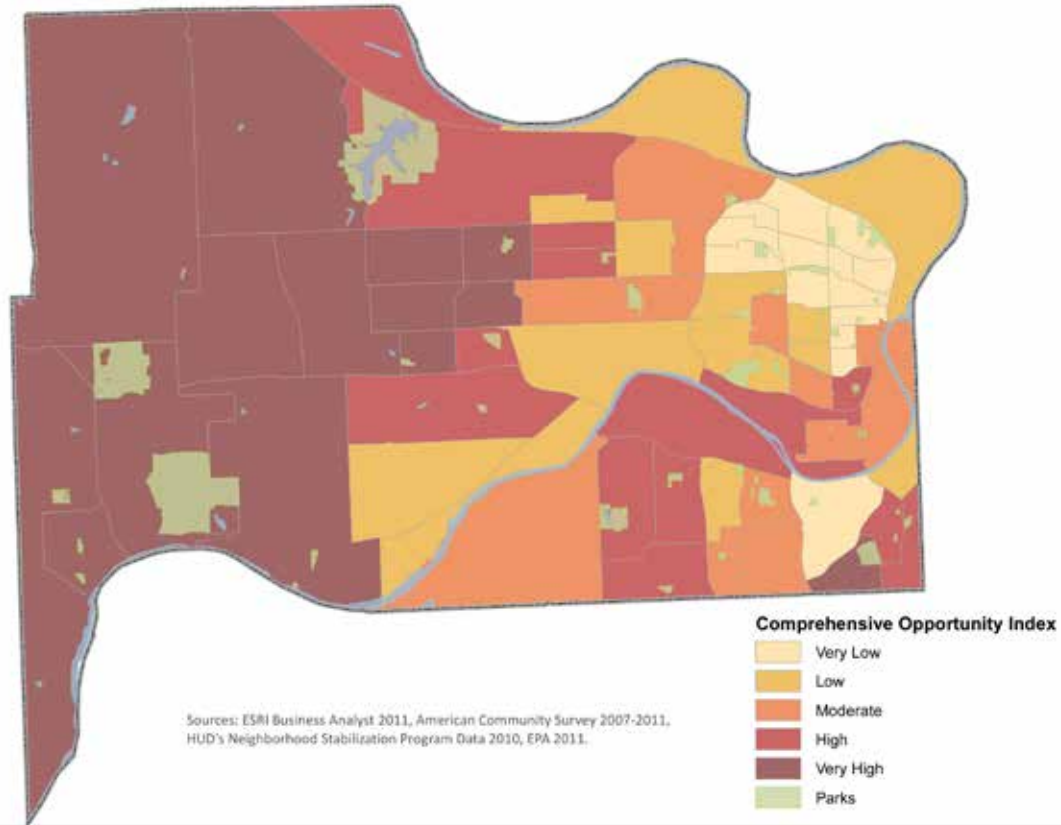 Comprehensive Opportunity Index
Very Low
Low
Moderate
High
Very High
Parks
Sources: ESRI Business Analyst 2011, American Community Survey 2007-2011,
HUD's Neighborhood Stabilization Program Data 2010, EPA 2011.